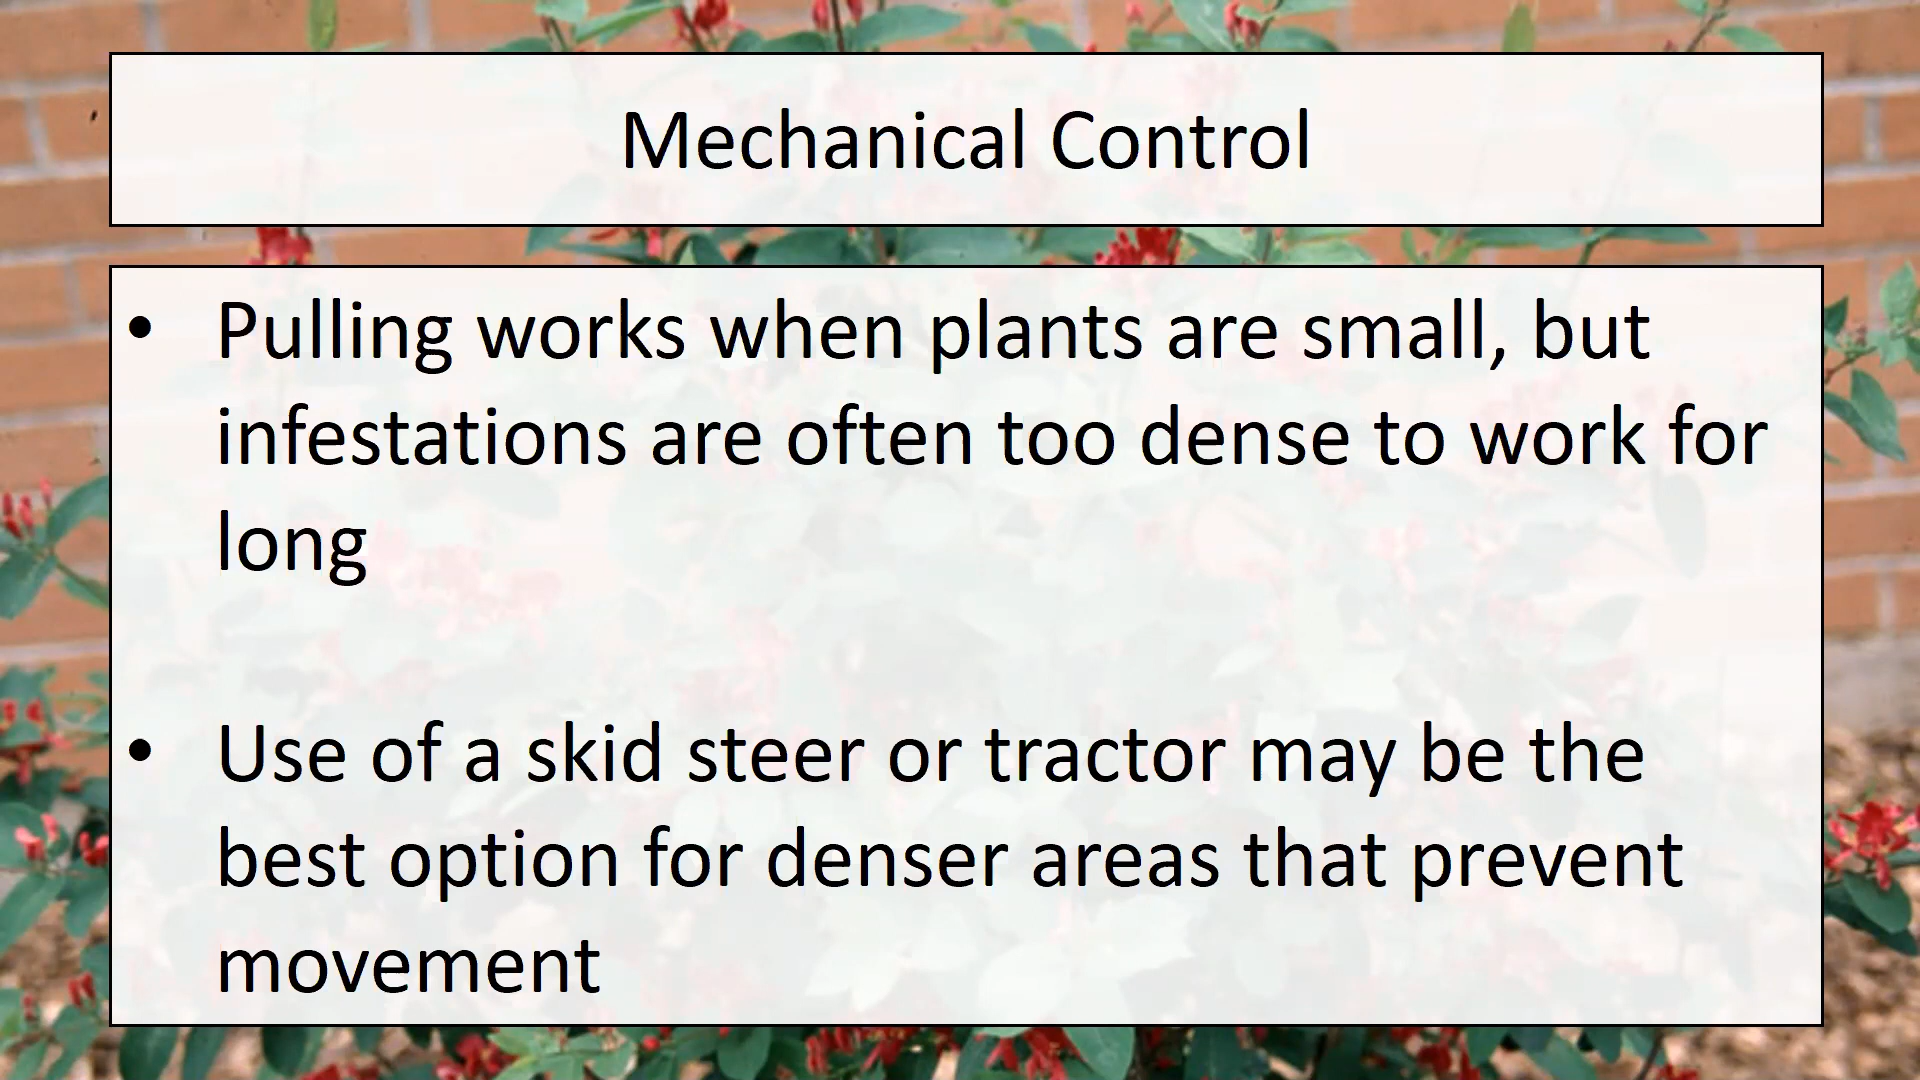 Mechanical Control
• Pulling works when plants are small, but
infestations are often too dense to work for
long
• Use of a skid steer or tractor may be the
best option for denser areas that prevent
movement